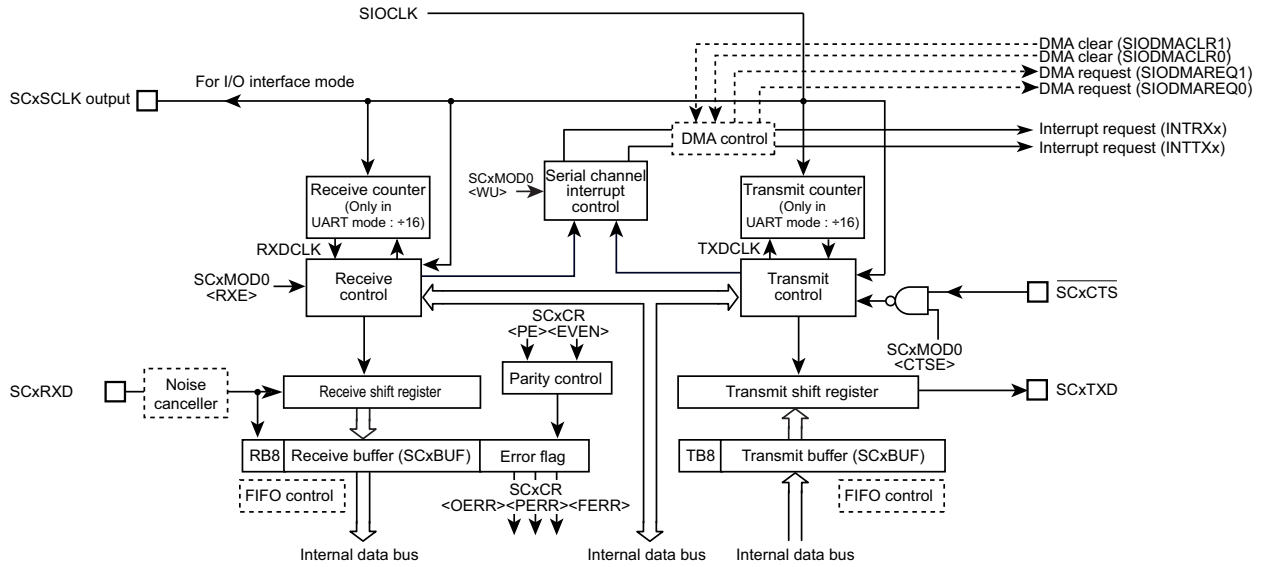 SIOCLK
DMA clear (SIODMACLR1)
DMA clear (SIODMACLR0)
DMA request (SIODMAREQ1)
DMA request (SIODMAREQ0)
For I/O interface mode
SCxSCLK output
DMA control
Interrupt request (INTRXx)
Interrupt request (INTTXx)
SCxMOD0
<WU>
Serial channel
interrupt
control
Receive counter
(Only in
UART mode : ÷16)
Transmit counter
(Only in
UART mode : ÷16)
RXDCLK
TXDCLK
SCxMOD0
<RXE>
Receive
control
Transmit
control
SCxCTS
SCxCR
<PE><EVEN>
SCxMOD0
<CTSE>
SCxRXD
Noise
canceller
Receive shift register
Parity control
Transmit shift register
SCxTXD
RB8
Receive buffer (SCxBUF)
Error flag
TB8
Transmit buffer (SCxBUF)
FIFO control
SCxCR
<OERR><PERR><FERR>
FIFO control
Internal data bus
Internal data bus
Internal data bus